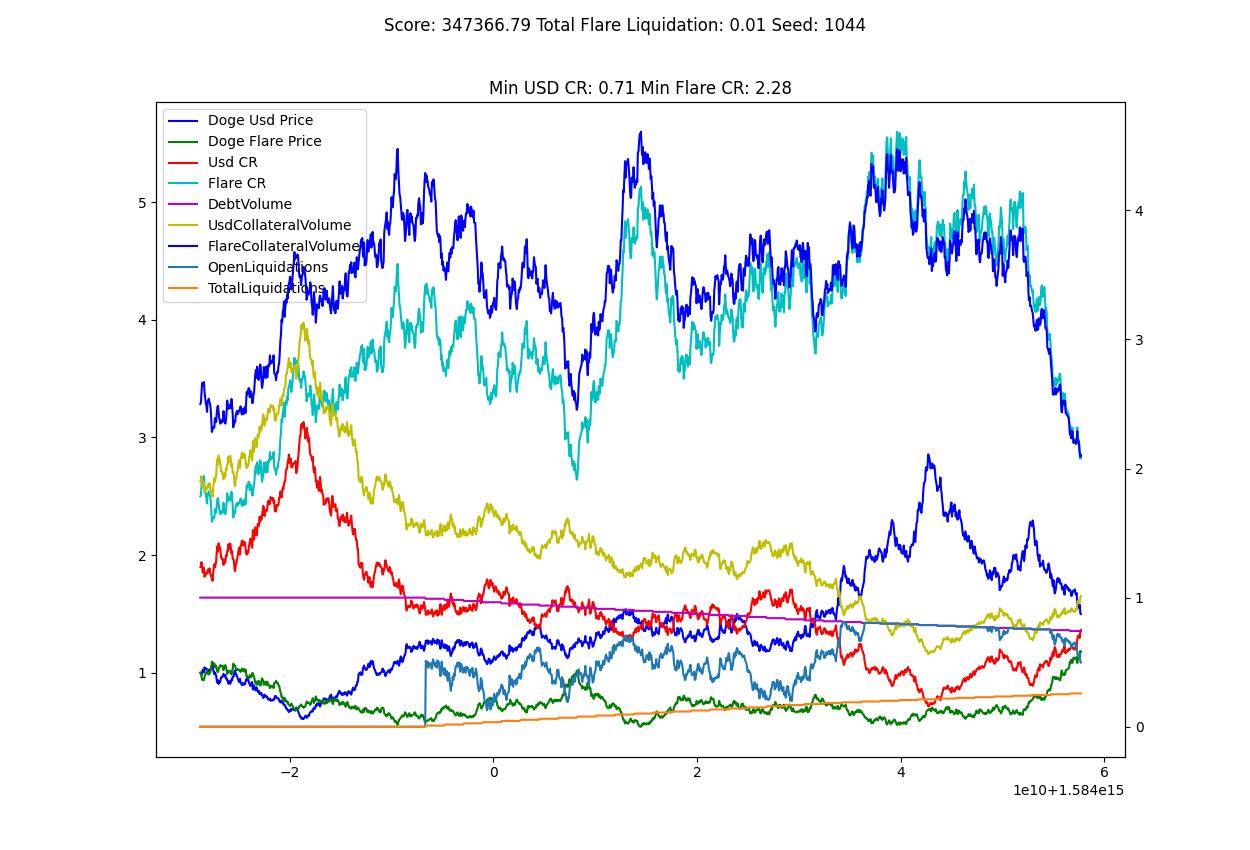 Score: 347366.79 Total Flare Liquidation: 0.01 Seed: 1044
Min USD CR: 0.71 Min Flare CR: 2.28
Doge Usd Price
Doge Flare Price
Usd CR
Flare CR
DebtVolume
UsdCollateralVolume
FlareCollateralVolume
OpenLiquidations
TotalLiquidations
5
4
3
2
1
4
3
2
1
0
−2
0
2
4
6
1e10+1.584e15